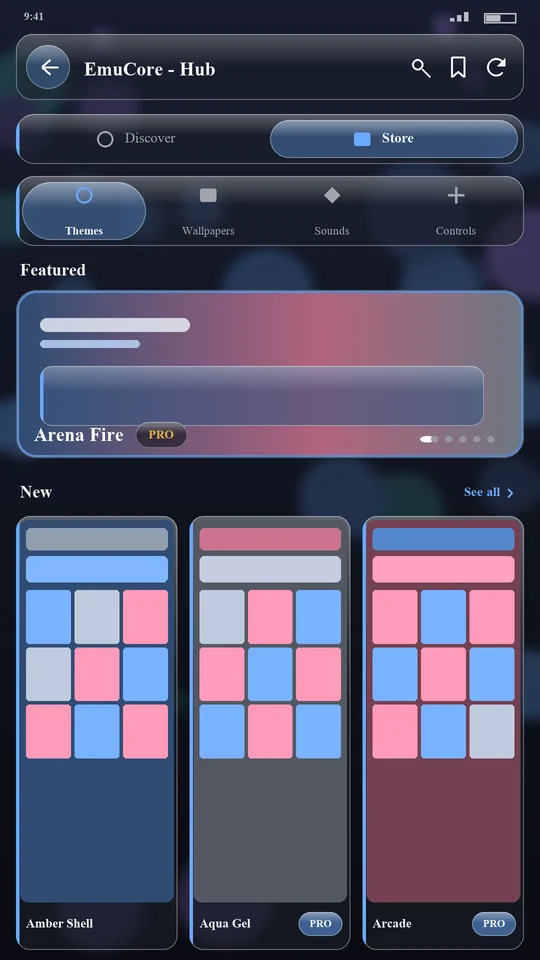 9:41
EmuCore - Hub
Discover
Store
Themes
Wallpapers
Sounds
Controls
Featured
Arena Fire
PRO
New
See all
Amber Shell
Aqua Gel
PRO
Arcade
PRO